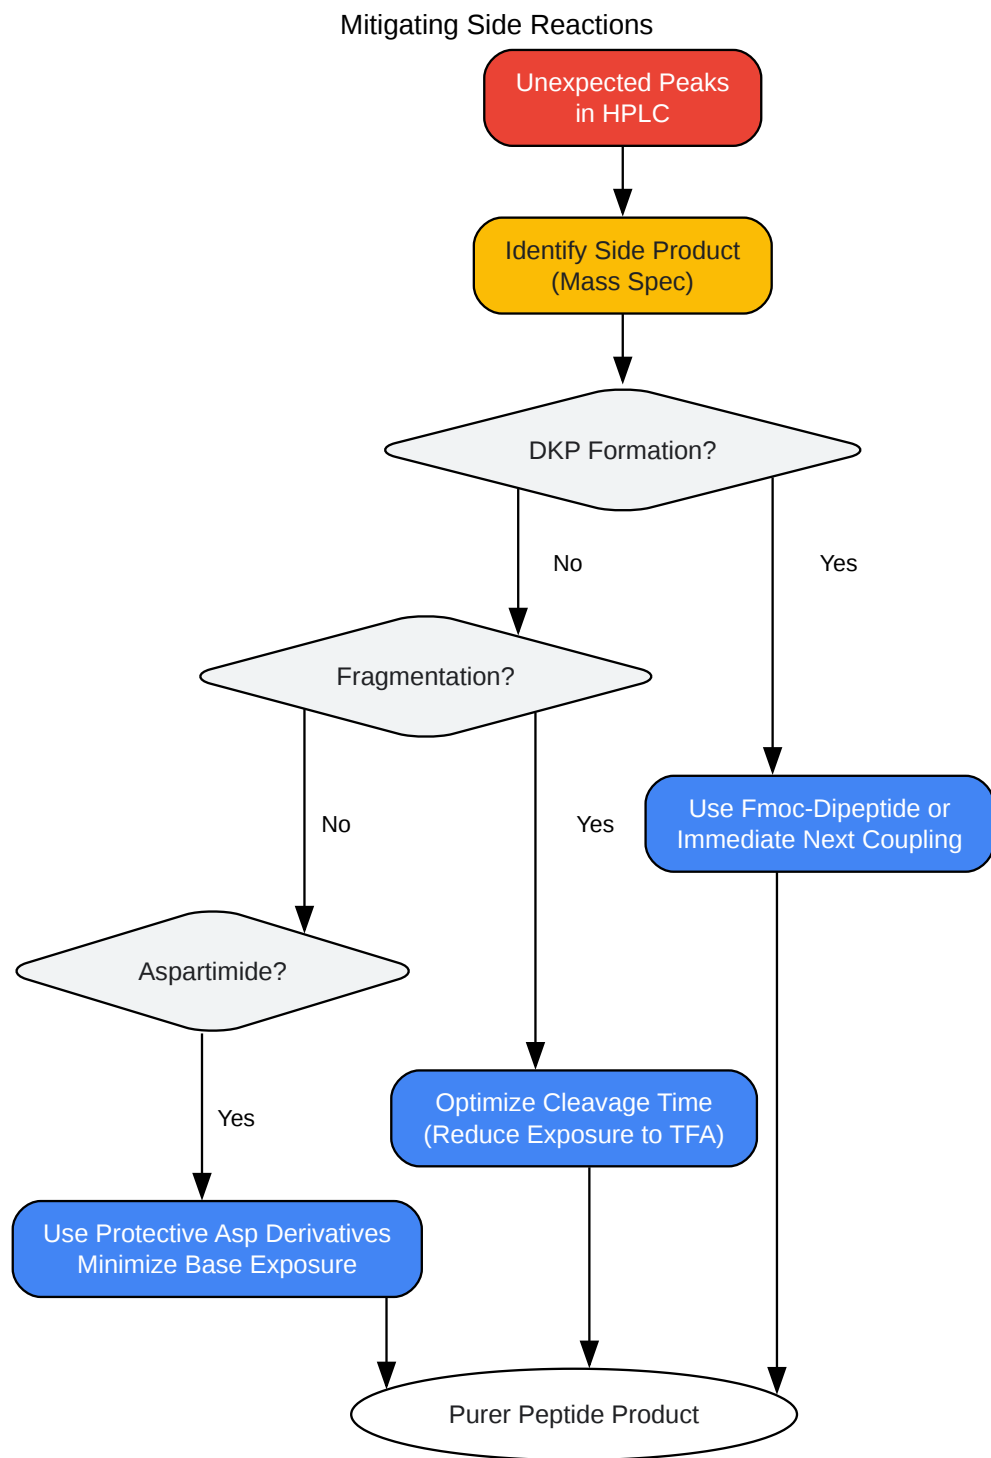 Mitigating Side Reactions
Unexpected Peaks
in HPLC
Identify Side Product
(Mass Spec)
DKP Formation?
No
Yes
Fragmentation?
No
Yes
Use Fmoc-Dipeptide or
Immediate Next Coupling
Aspartimide?
Yes
Optimize Cleavage Time
(Reduce Exposure to TFA)
Use Protective Asp Derivatives
Minimize Base Exposure
Purer Peptide Product